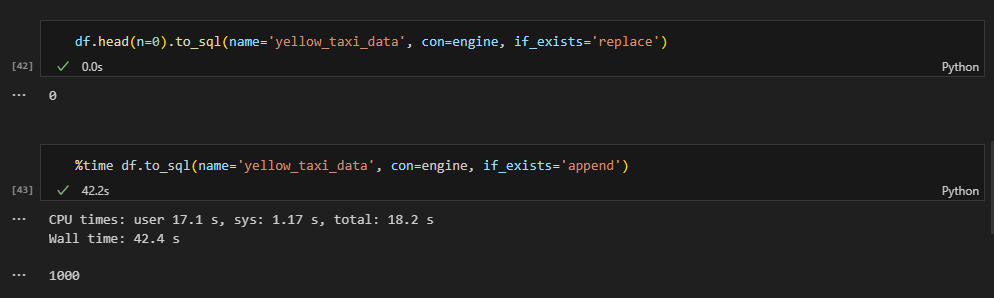 df.head(n=0).to_sql(name='yellow_taxi_data', con=engine, if_exists='replace')
[42] ✓ 0.0s Python
... 0
%time df.to_sql(name='yellow_taxi_data', con=engine, if_exists='append')
[43] ✓ 42.2s Python
... CPU times: user 17.1 s, sys: 1.17 s, total: 18.2 s
Wall time: 42.4 s
... 1000